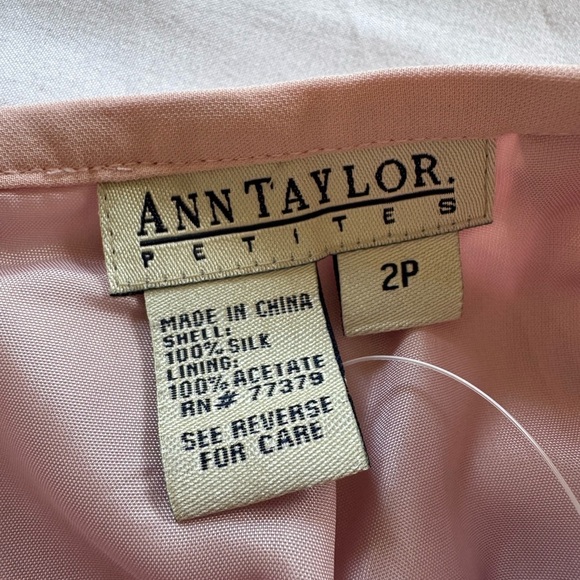 ANN TAYLOR.
PETITES
2P
MADE IN CHINA
SHELL:
100% SILK
LINING:
100% ACETATE
RN# 77379
SEE REVERSE
FOR CARE